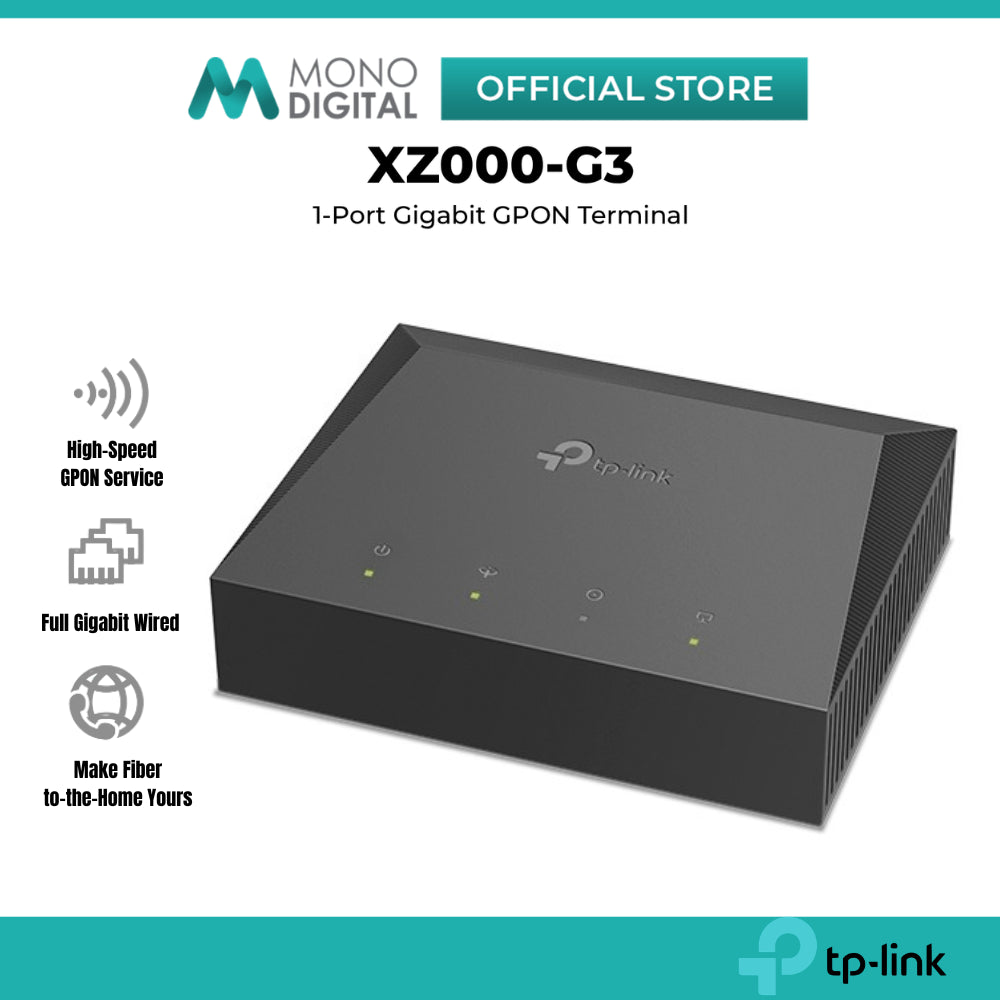 MONO
DIGITAL
OFFICIAL STORE
XZ000-G3
1-Port Gigabit GPON Terminal
tp-link
High-Speed
GPON Service
Full Gigabit Wired
Make Fiber
to-the-Home Yours
tp-link